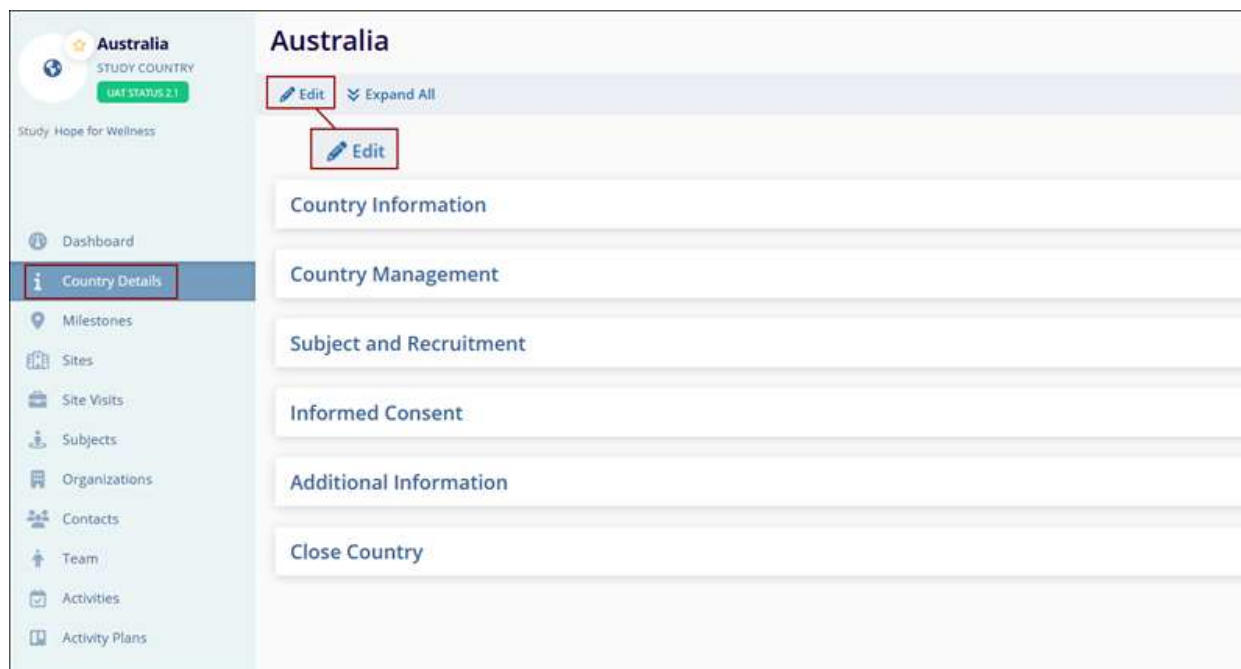 Australia
STUDY COUNTRY
UAT STATUS 2.1
Study Hope for Wellness
Dashboard
Country Details
Milestones
Sites
Site Visits
Subjects
Organizations
Contacts
Team
Activities
Activity Plans
Australia
Edit Expand All
Edit
Country Information
Country Management
Subject and Recruitment
Informed Consent
Additional Information
Close Country